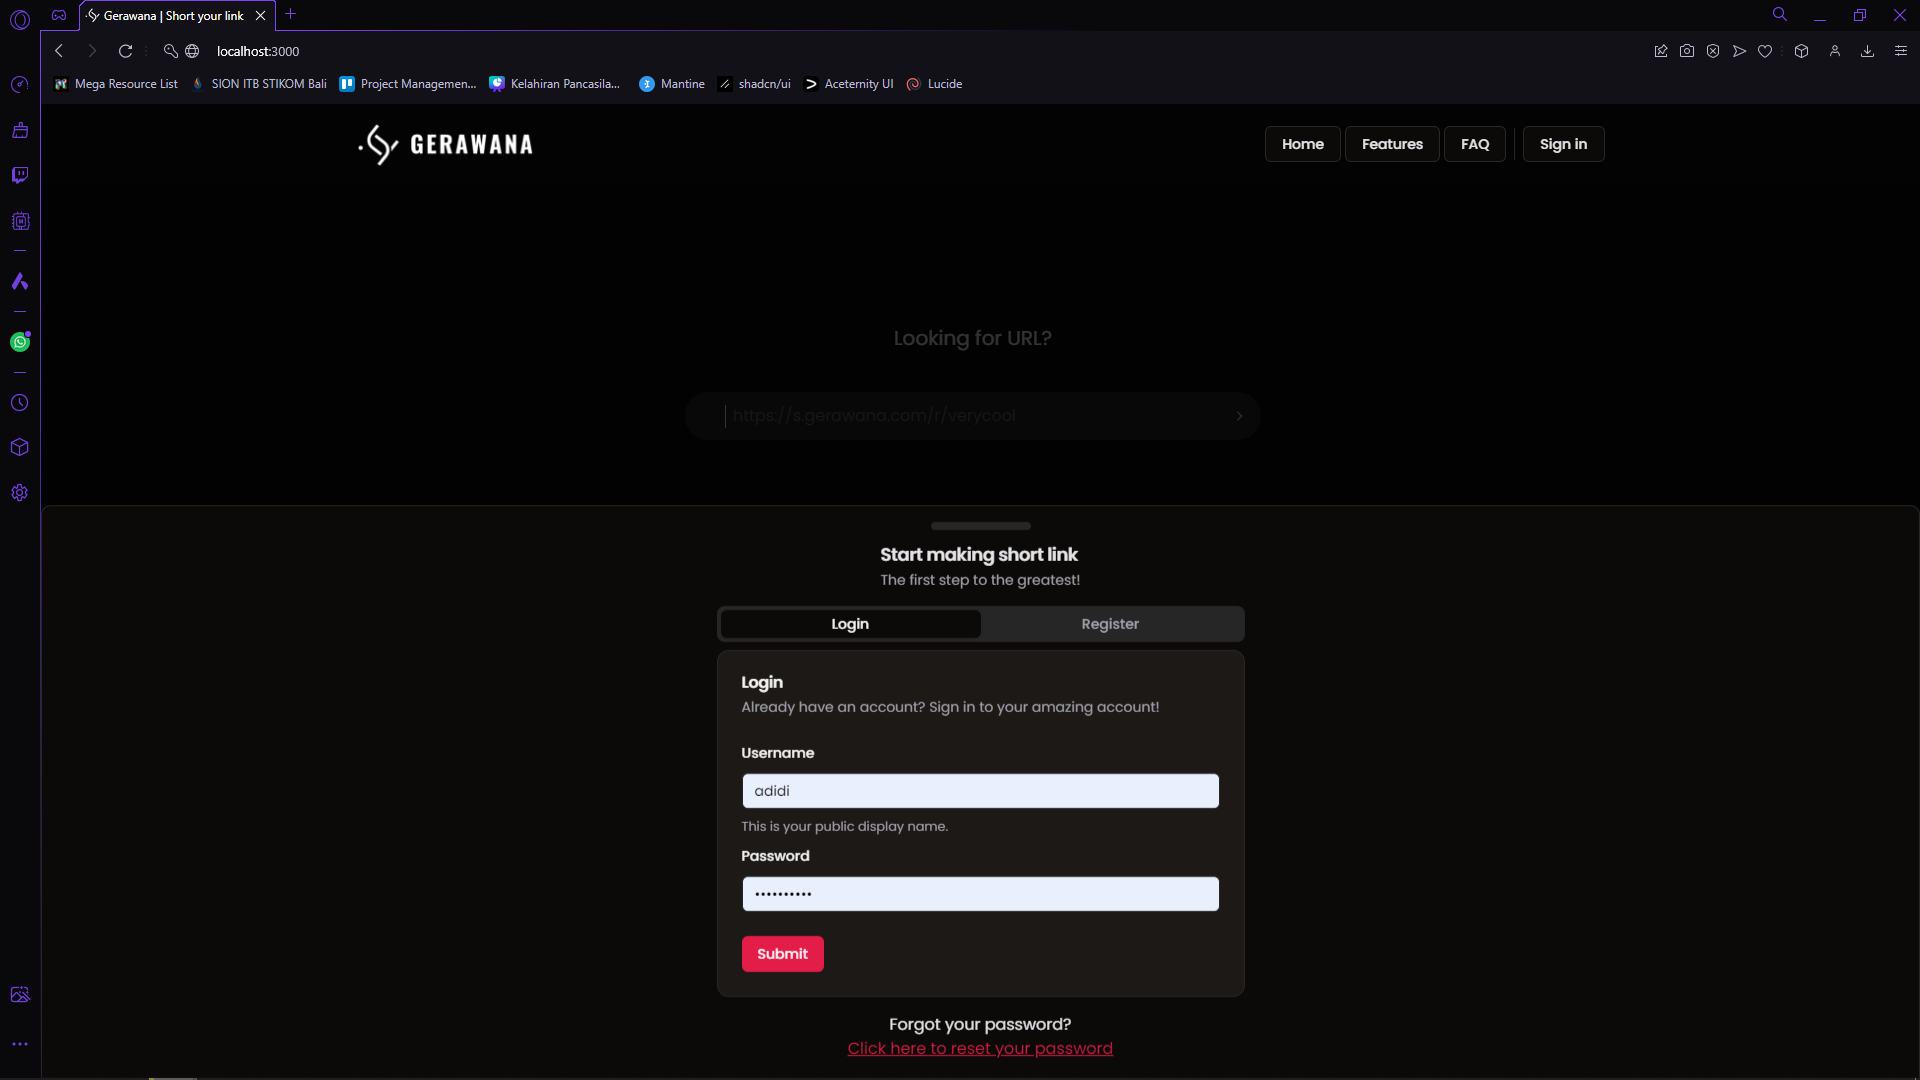 Gerawana | Short your link
localhost:3000
Mega Resource List
SION ITB STIKOM Bali
Project Managemen...
Kelahiran Pancasila...
Mantine
shadcn/ui
Aceternity UI
Lucide
GERAWANA
Home
Features
FAQ
Sign in
Looking for URL?
https://s.gerawana.com/r/verycool
Start making short link
The first step to the greatest!
Login
Register
Login
Already have an account? Sign in to your amazing account!
Username
adidi
This is your public display name.
Password
••••••••••
Submit
Forgot your password?
Click here to reset your password